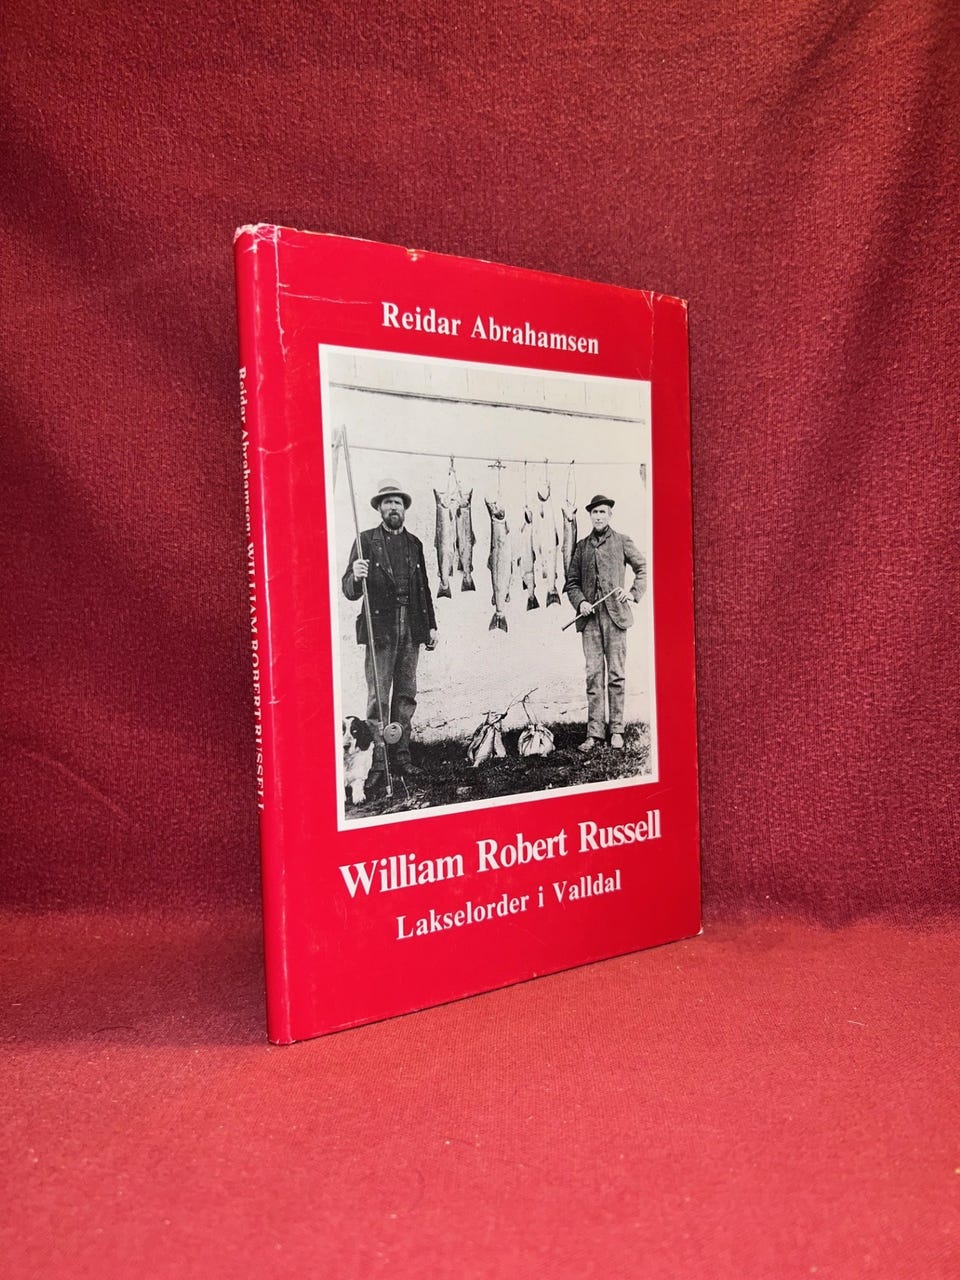 Reidar Abrahamsen
William Robert Russell
Lakselorder i Valldal
Reidar Abrahamsen: WILLIAM ROBERT RUSSELL